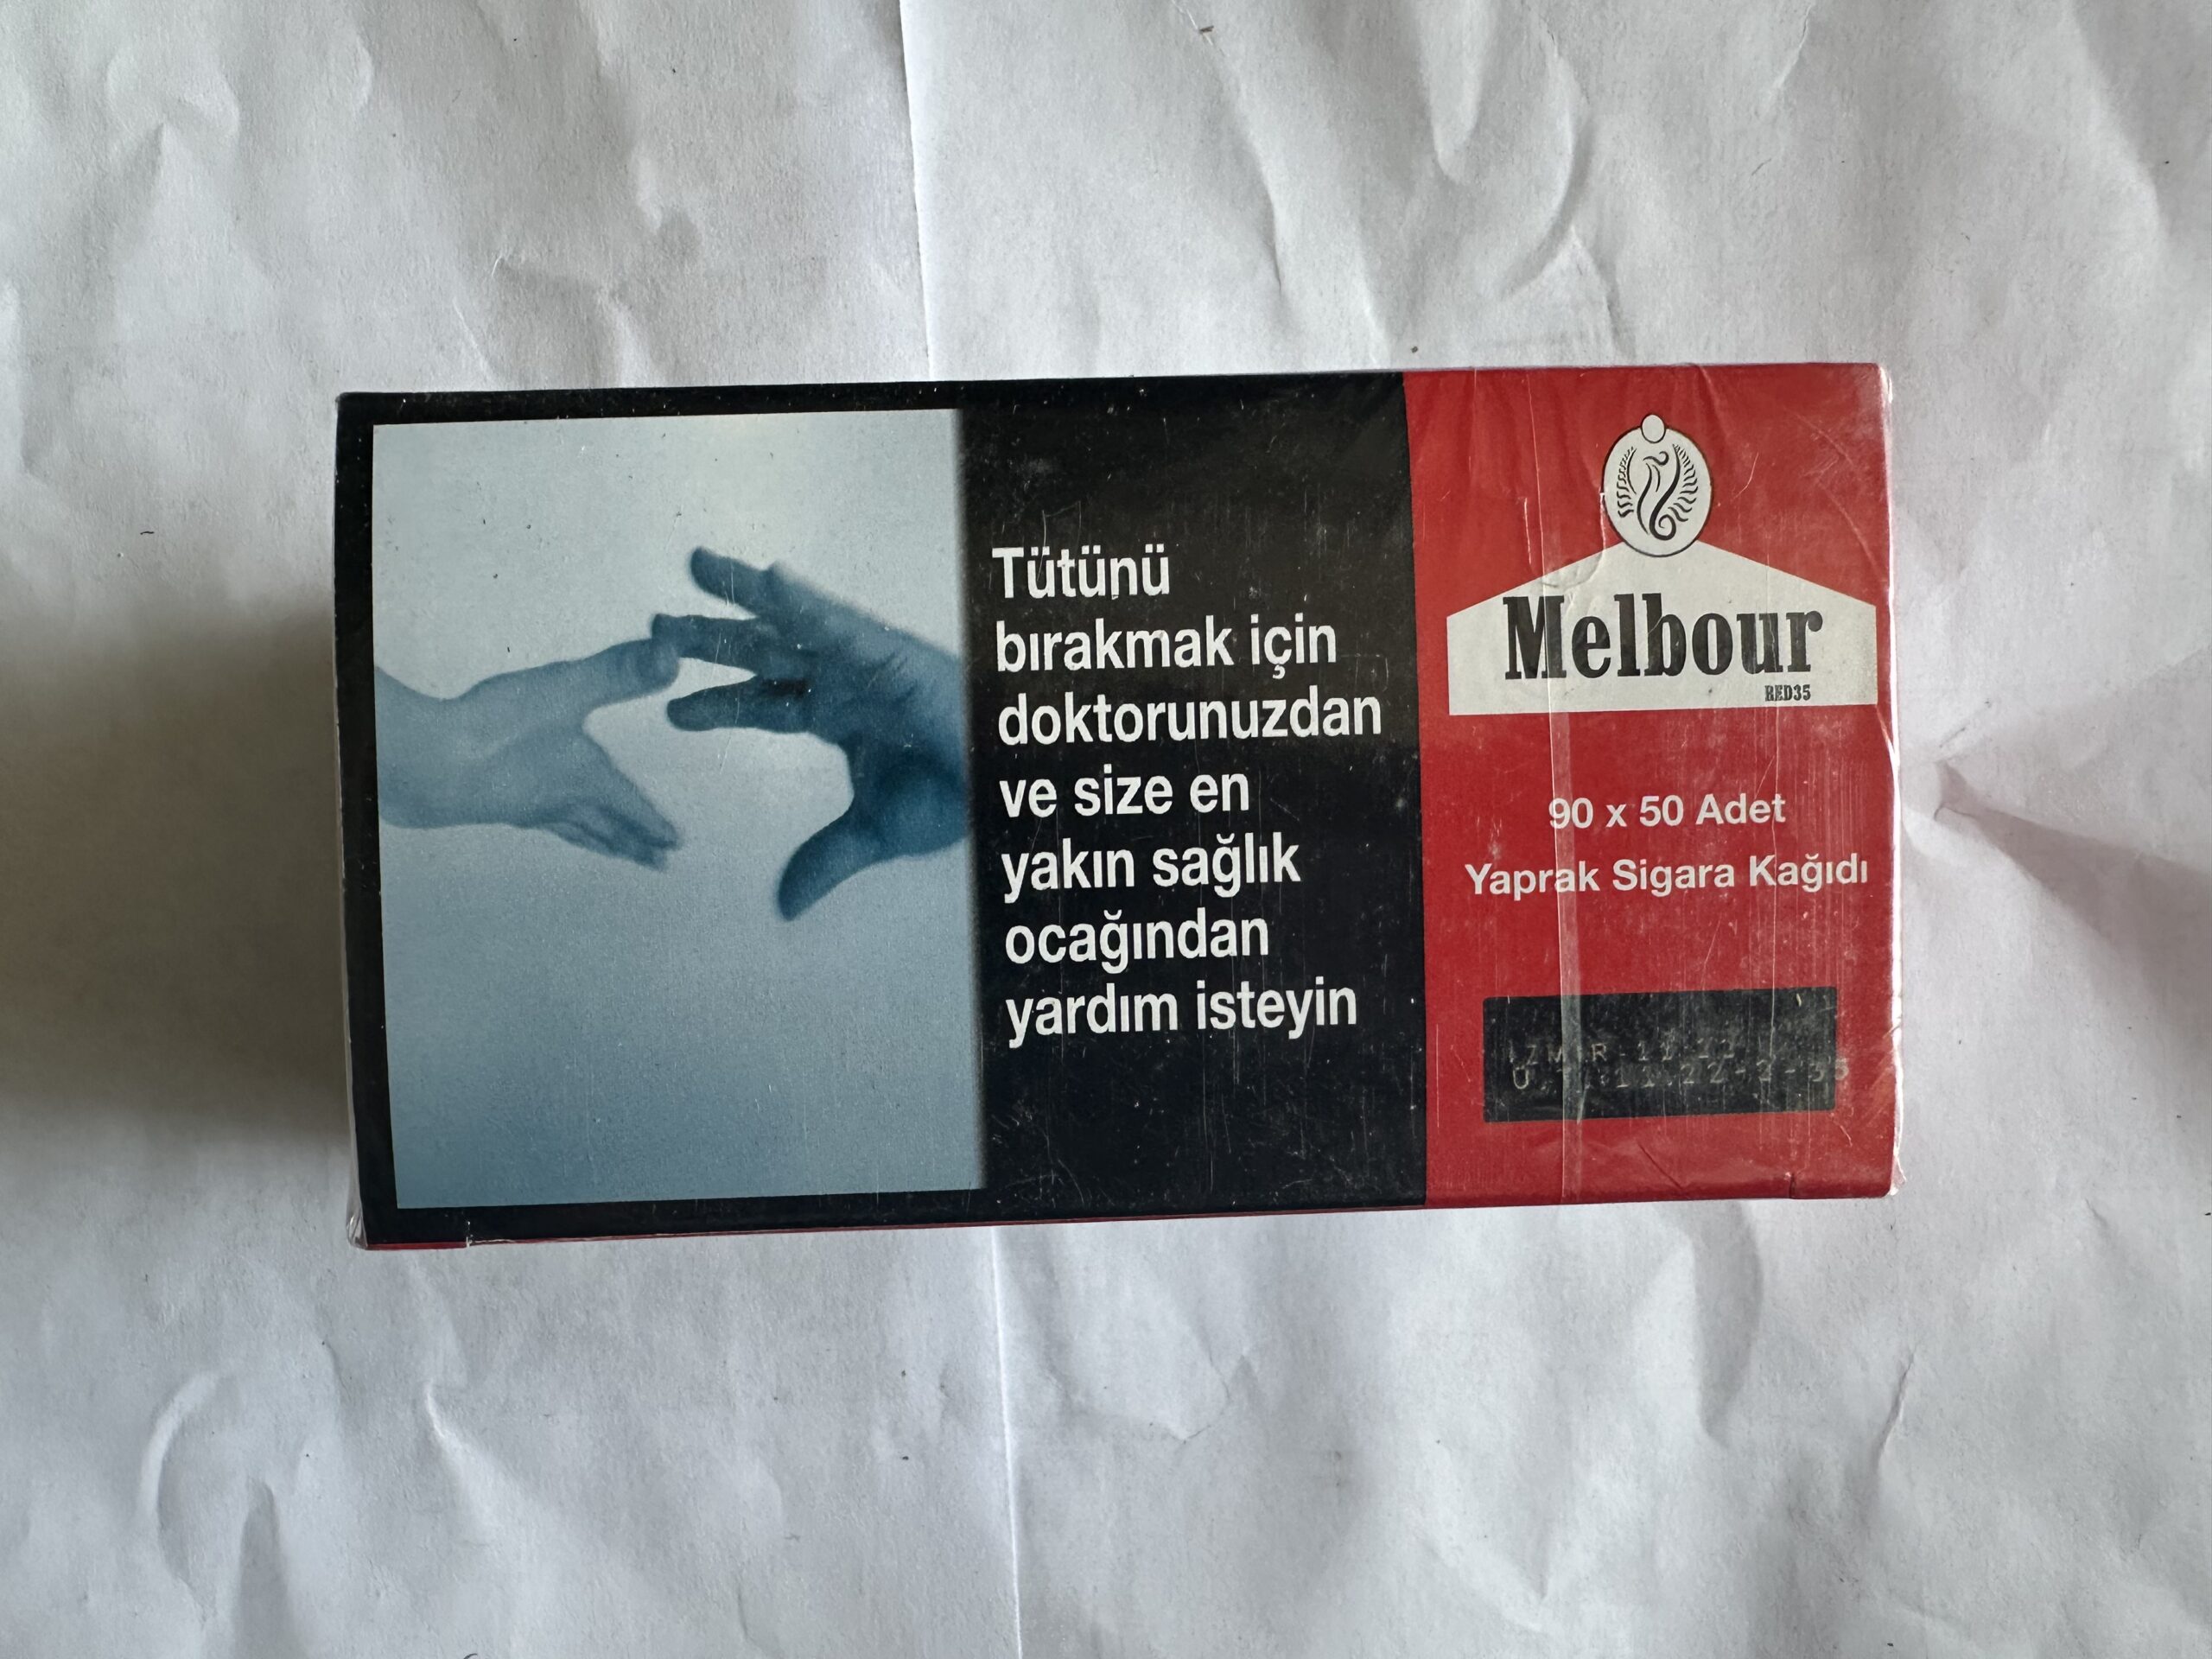 Tütünü
bırakmak için
doktorunuzdan
ve size en
yakın sağlık
ocağından
yardım isteyin
Melbour
RED35
90 x 50 Adet
Yaprak Sigara Kağıdı